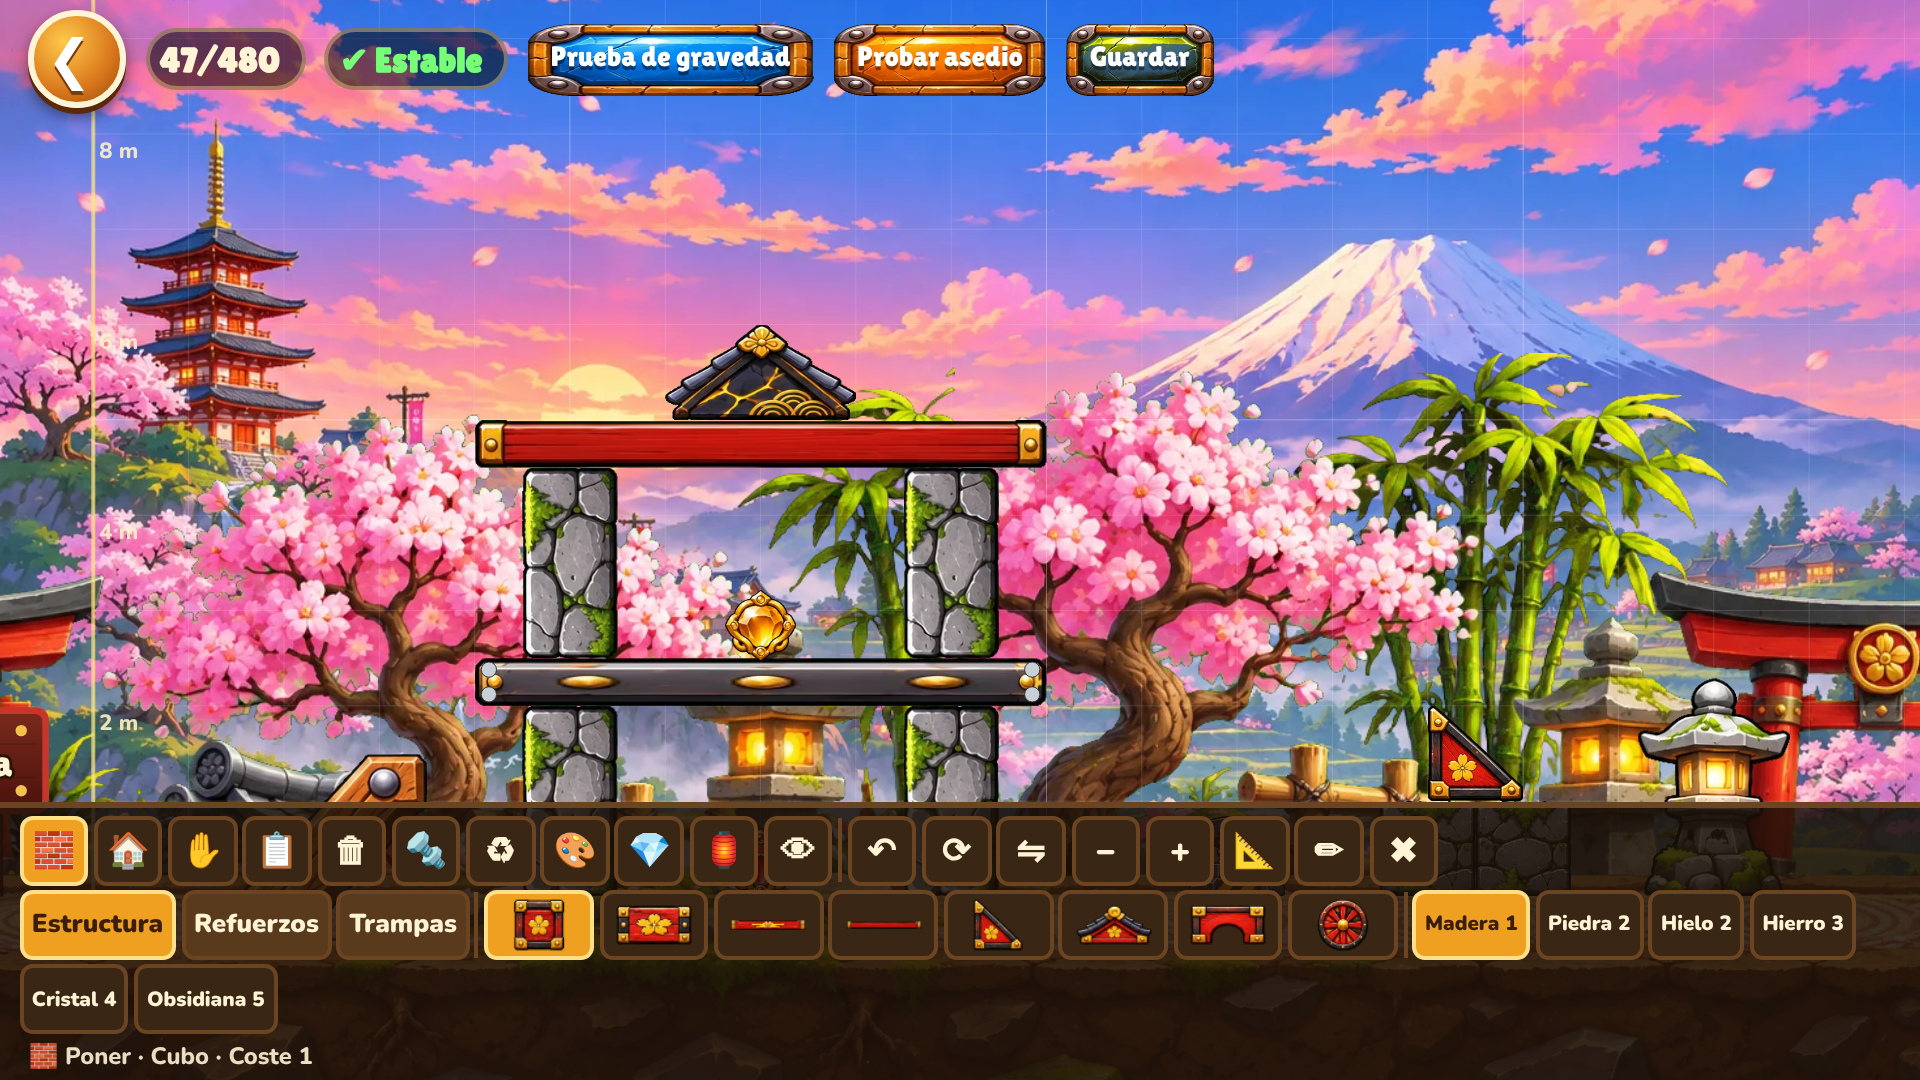 47/480
✓ Estable
Prueba de gravedad
Probar asedio
Guardar
8 m
6 m
4 m
2 m
a
Estructura
Refuerzos
Trampas
Madera 1
Piedra 2
Hielo 2
Hierro 3
Cristal 4
Obsidiana 5
Poner · Cubo · Coste 1